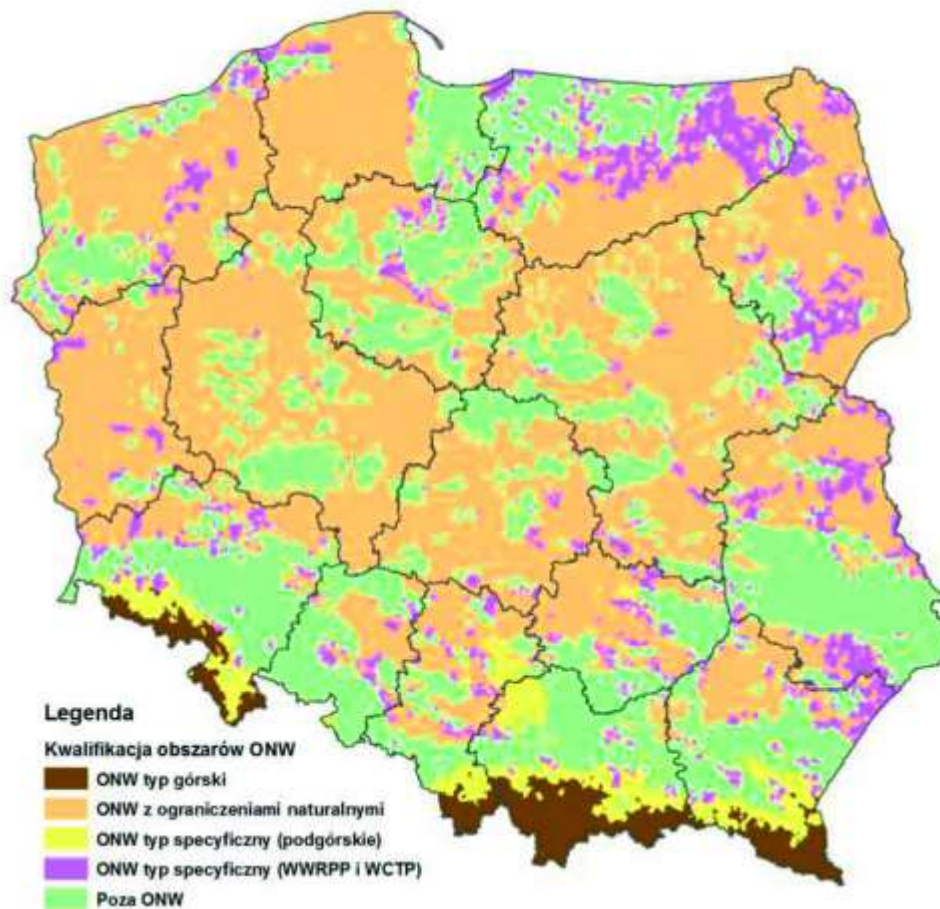 Legenda
Kwalifikacja obszarów ONW
ONW typ górski
ONW z ograniczeniami naturalnymi
ONW typ specyficzny (podgórskie)
ONW typ specyficzny (WWRPP i WCTP)
Poza ONW